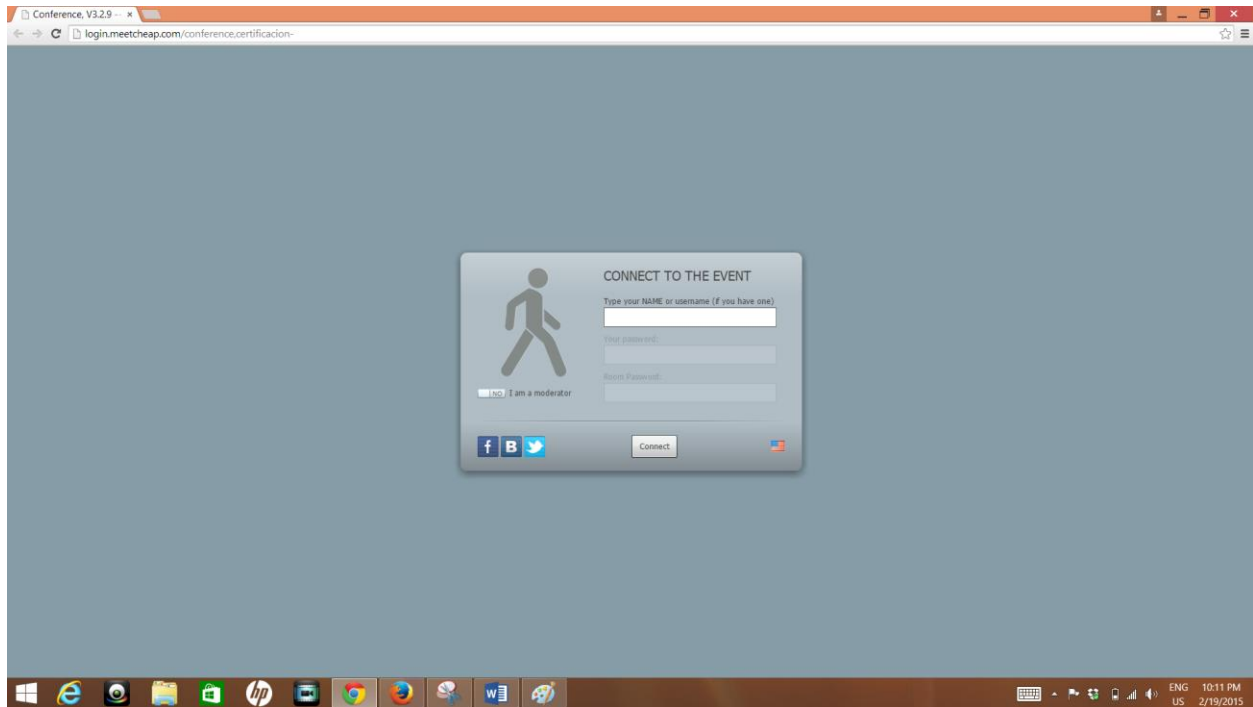 Conference, V3.2.9 --
login.meetcheap.com/conference,certificacion-
CONNECT TO THE EVENT
Type your NAME or username (if you have one)
Your password:
Room Password:
NO I am a moderator
Connect
hp
ENG 10:11 PM
US 2/19/2015